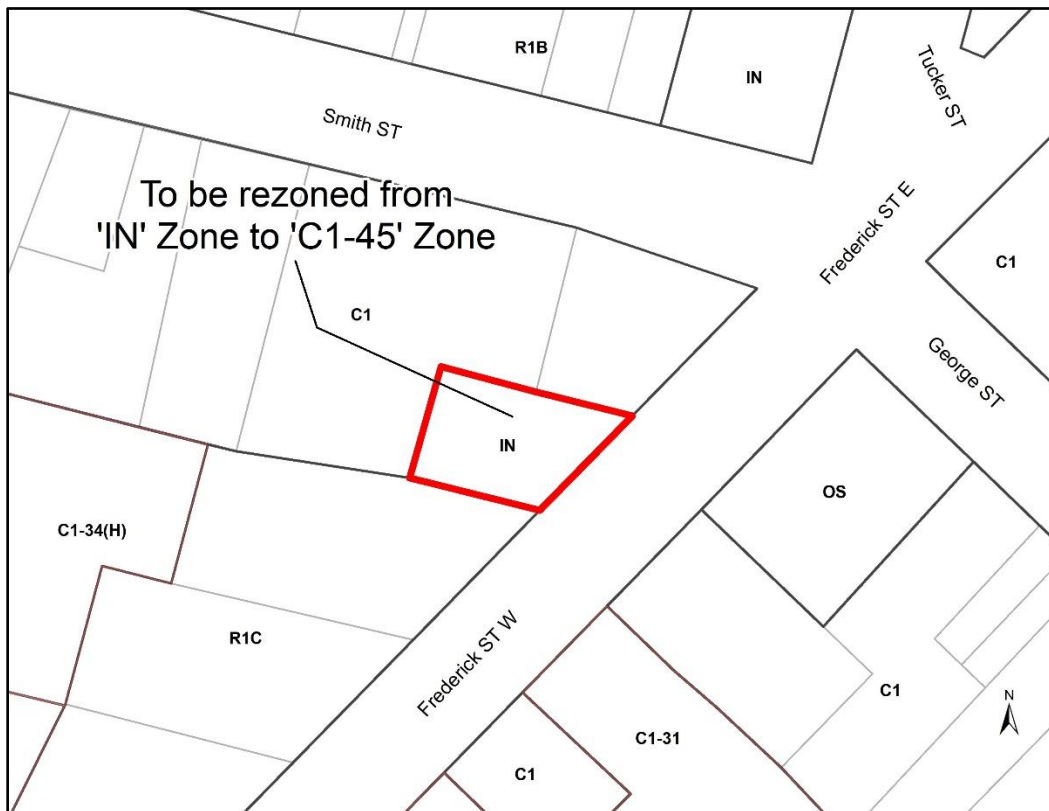 R1B
IN
Tucker ST
Smith ST
To be rezoned from
'IN' Zone to 'C1-45' Zone
Frederick ST E
C1
C1
George ST
IN
OS
C1-34(H)
R1C
Frederick ST W
C1
N
C1-31
C1